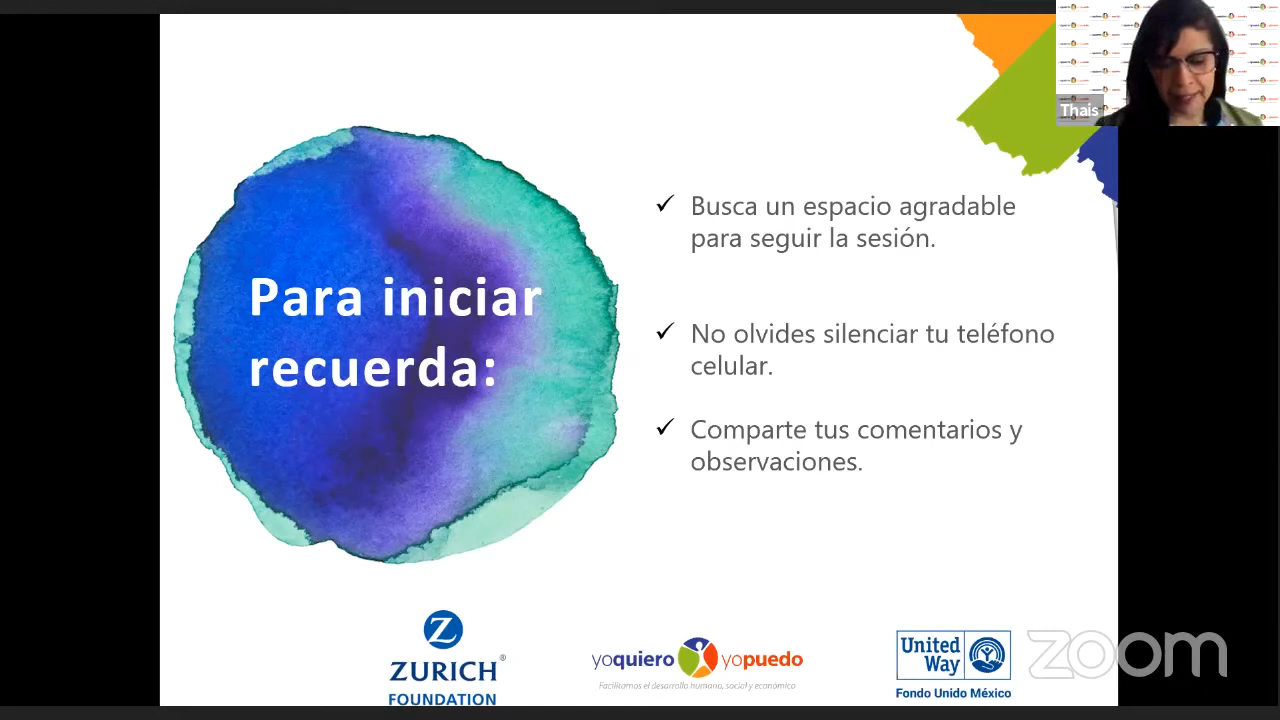 Thais
Para iniciar
recuerda:
Busca un espacio agradable
para seguir la sesión.
No olvides silenciar tu teléfono
celular.
Comparte tus comentarios y
observaciones.
Z
ZURICH®
FOUNDATION
yoquiero yopuedo
Facilitamos el desarrollo humano, social y económico
United
Way
Fondo Unido México
zoom